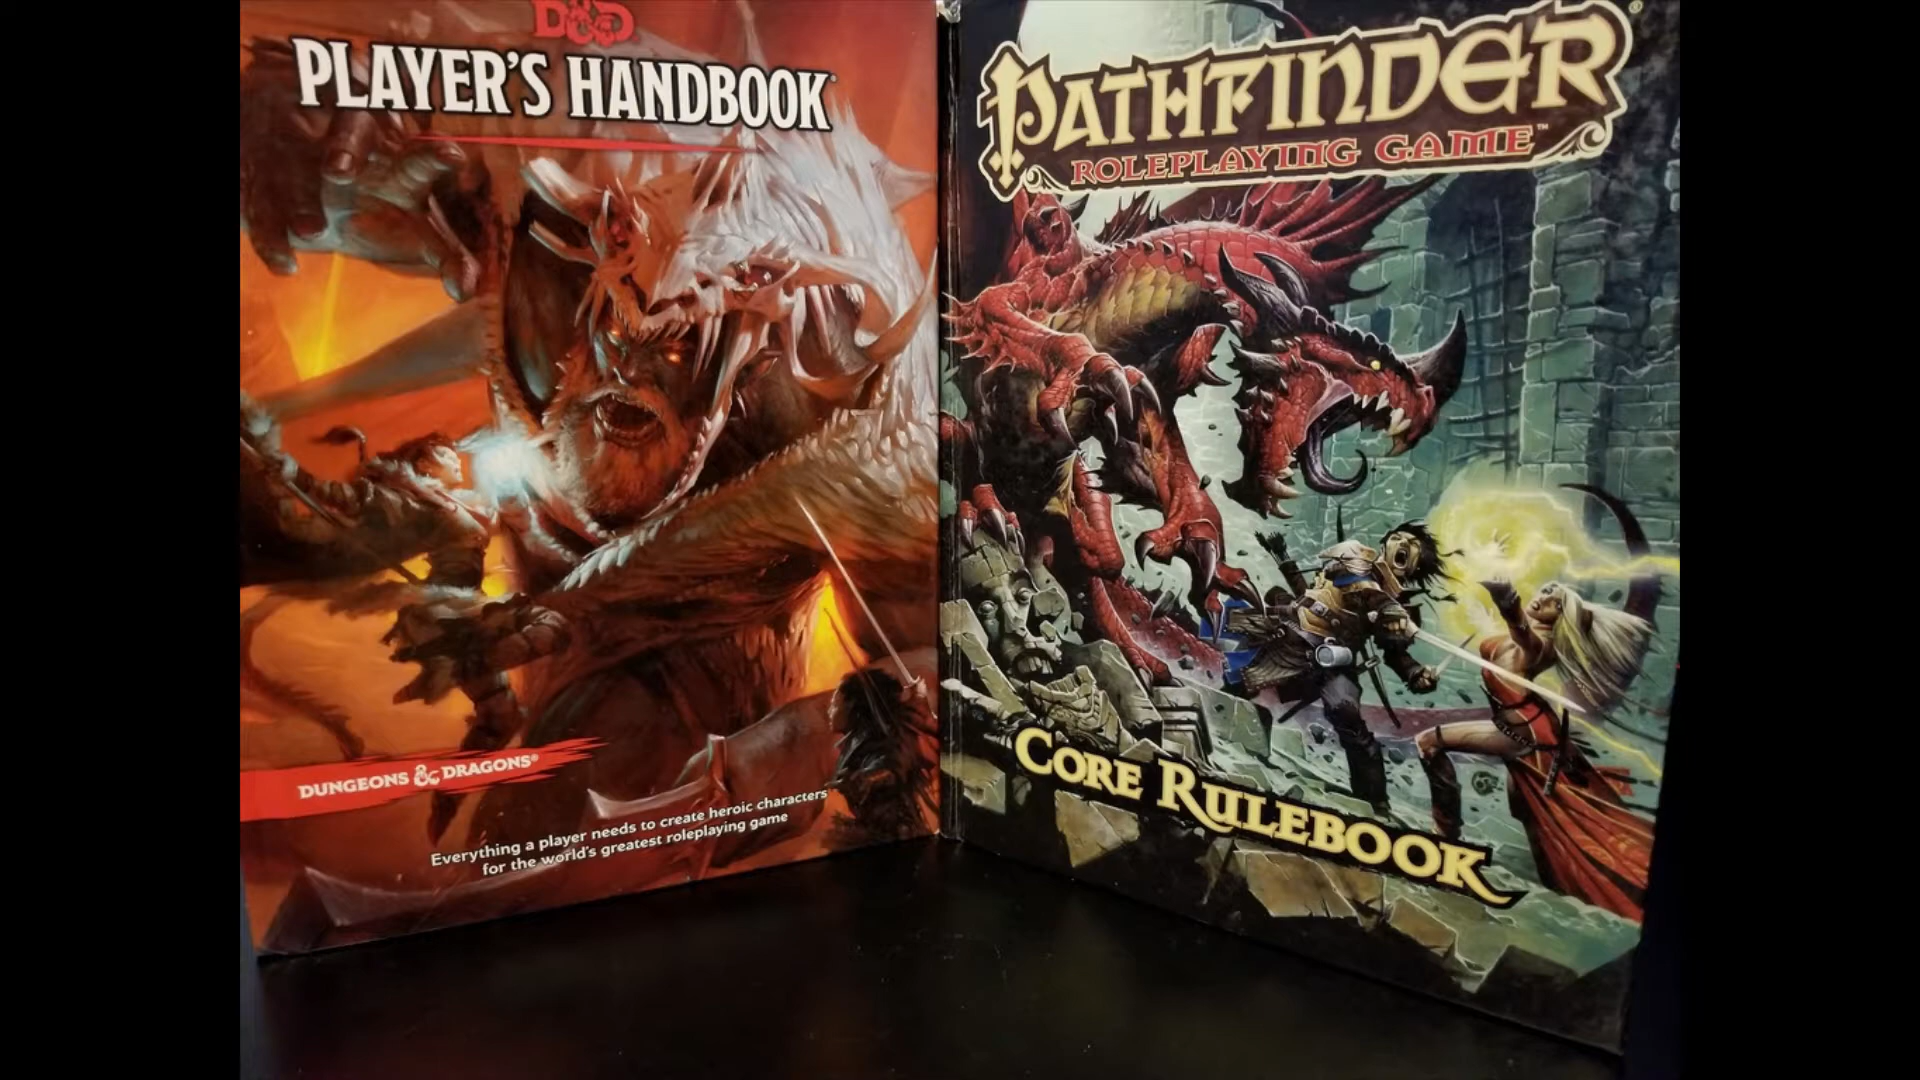 D&D
PLAYER'S HANDBOOK®
DUNGEONS & DRAGONS®
Everything a player needs to create heroic characters
for the world's greatest roleplaying game
PATHFINDER®
ROLEPLAYING GAME™
CORE RULEBOOK